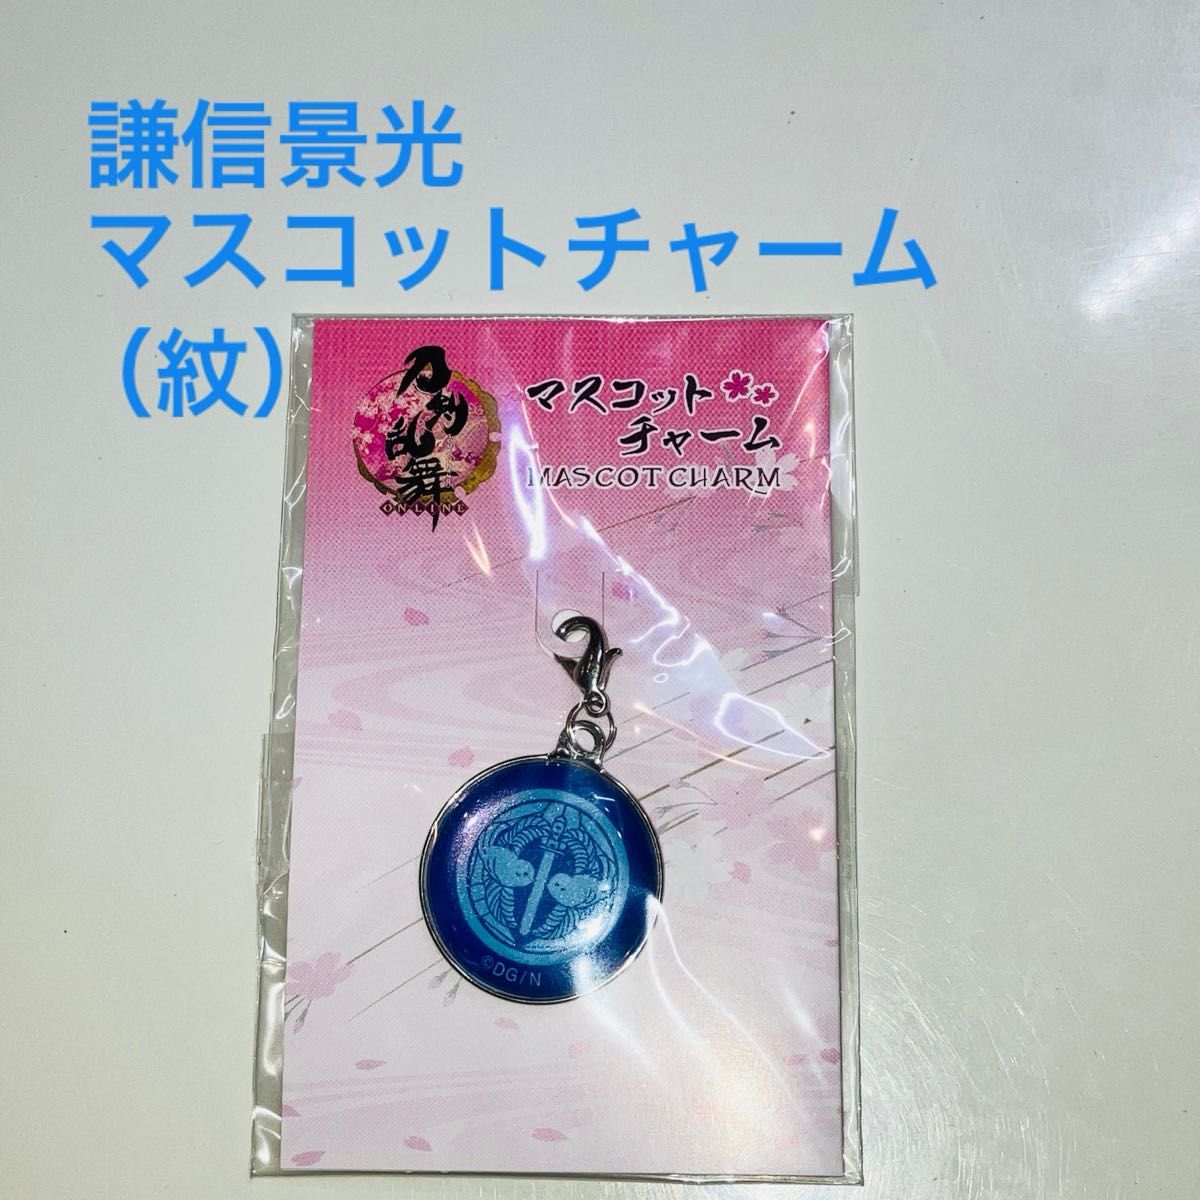 謙信景光
マスコットチャーム
（紋）
刀剣乱舞
ONLINE
マスコット
チャーム
MASCOT CHARM
©DG/N